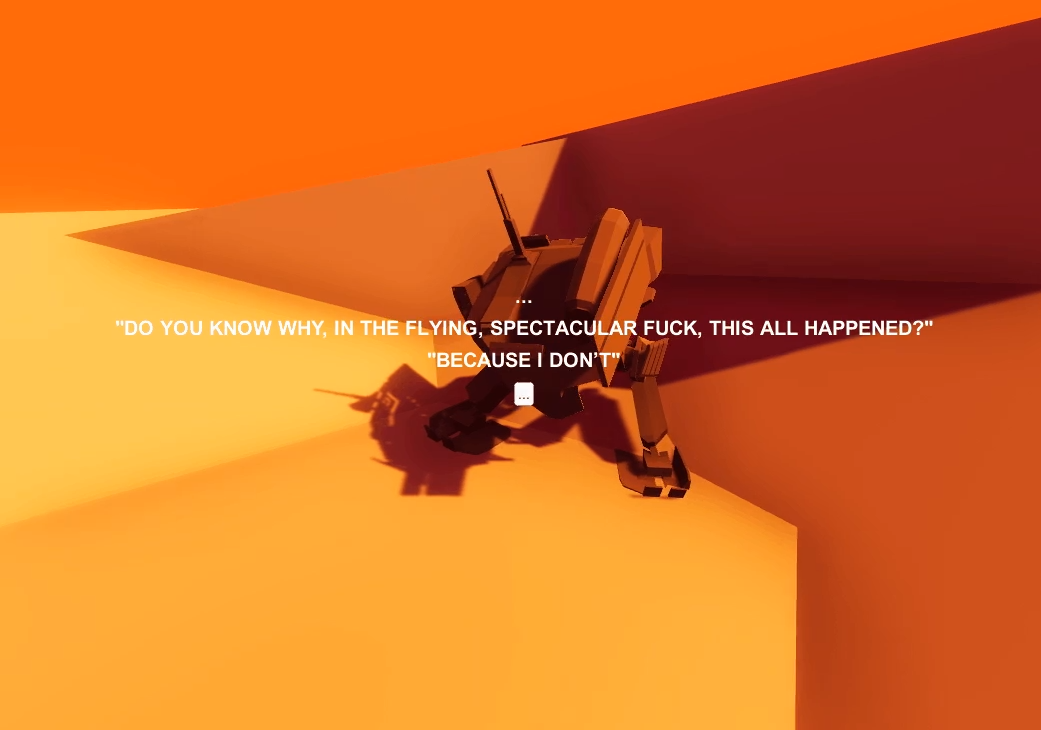 ...
"DO YOU KNOW WHY, IN THE FLYING, SPECTACULAR FUCK, THIS ALL HAPPENED?"
"BECAUSE I DON’T"
...